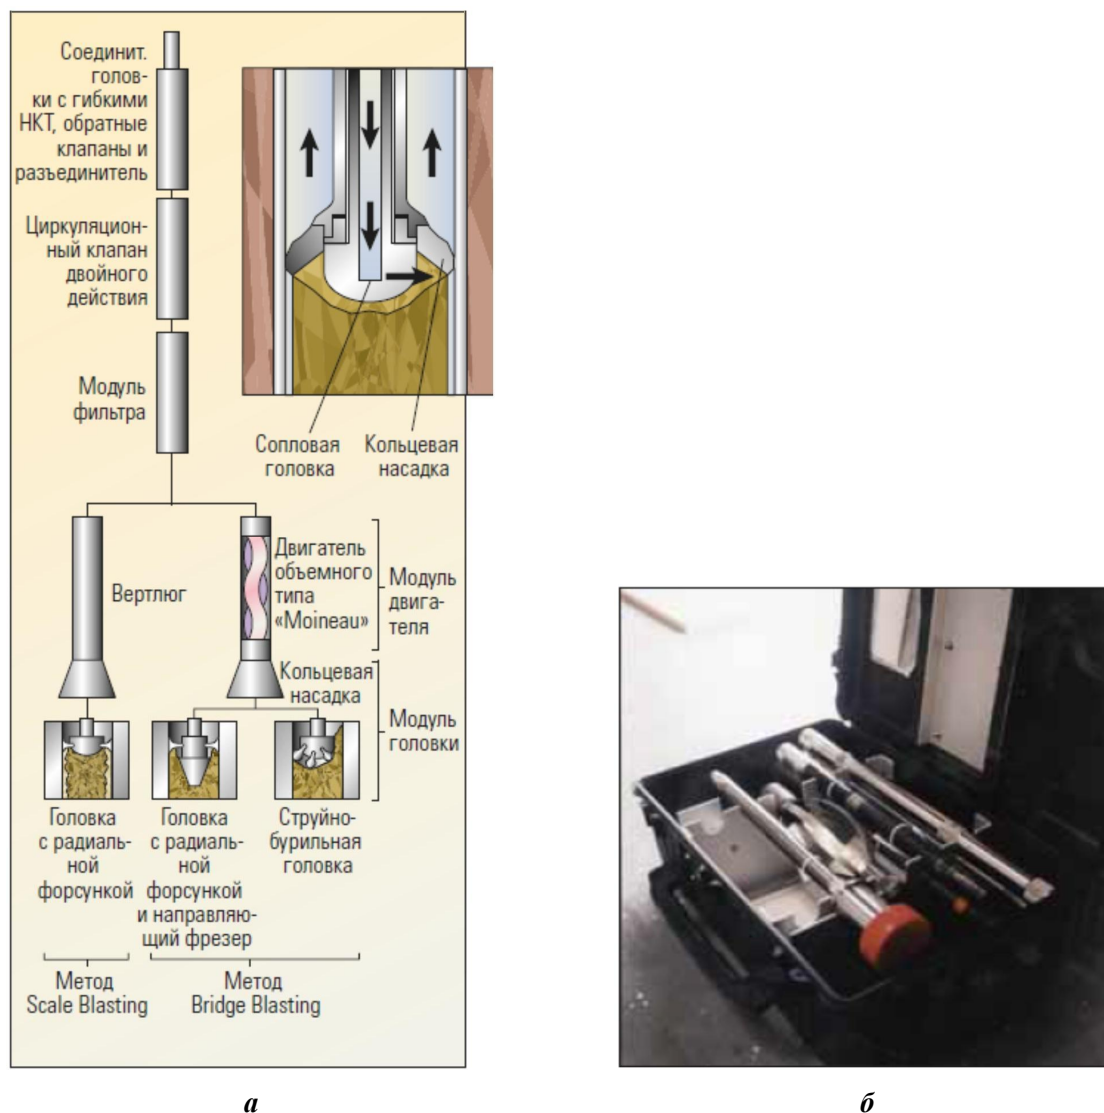 Соединит.
голов-
ки с гибкими
НКТ, обратные
клапаны и
разъединитель
Циркуляцион-
ный клапан
двойного
действия
Модуль
фильтра
Сопловая
головка
Кольцевая
насадка
Вертлюг
Двигатель
объемного
типа
«Moineau»
Модуль
двига-
теля
Кольцевая
насадка
Модуль
головки
Головка
с радиаль-
ной
форсункой
Головка
с радиаль-
ной
форсункой
и направляю-
щий фрезер
Струйно-
бурильная
головка
Метод
Scale Blasting
Метод
Bridge Blasting
а
б